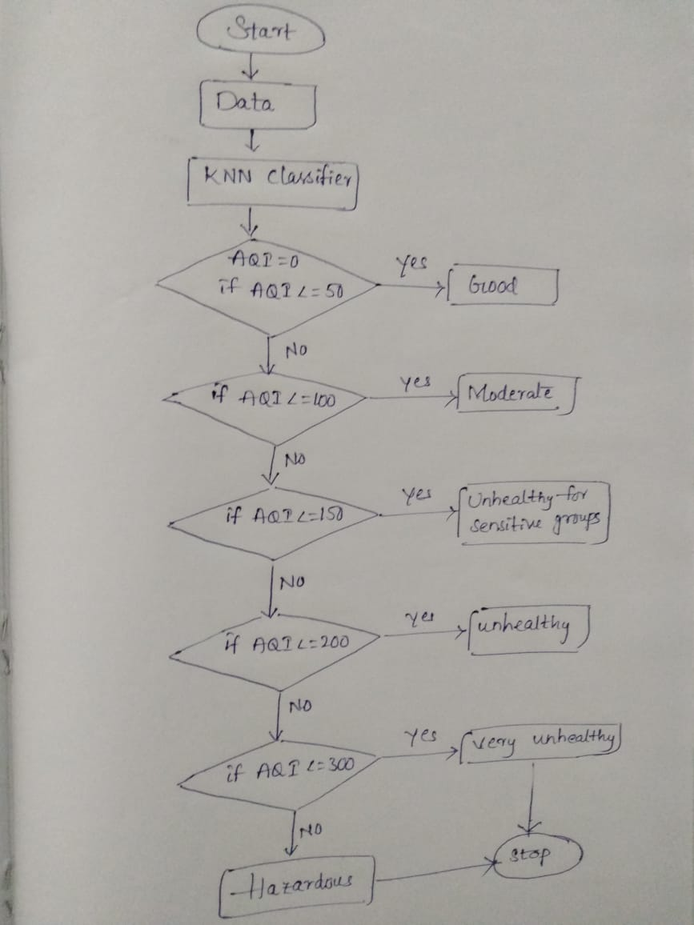 Start
Data
KNN Classifier
AQI=0
if AQI <=50
Yes
Good
NO
if AQI <=100
Yes
Moderate
NO
if AQI <=150
Yes
Unhealthy for
sensitive groups
NO
if AQI <=200
Yes
unhealthy
NO
if AQI <=300
Yes
very unhealthy
NO
Hazardous
stop